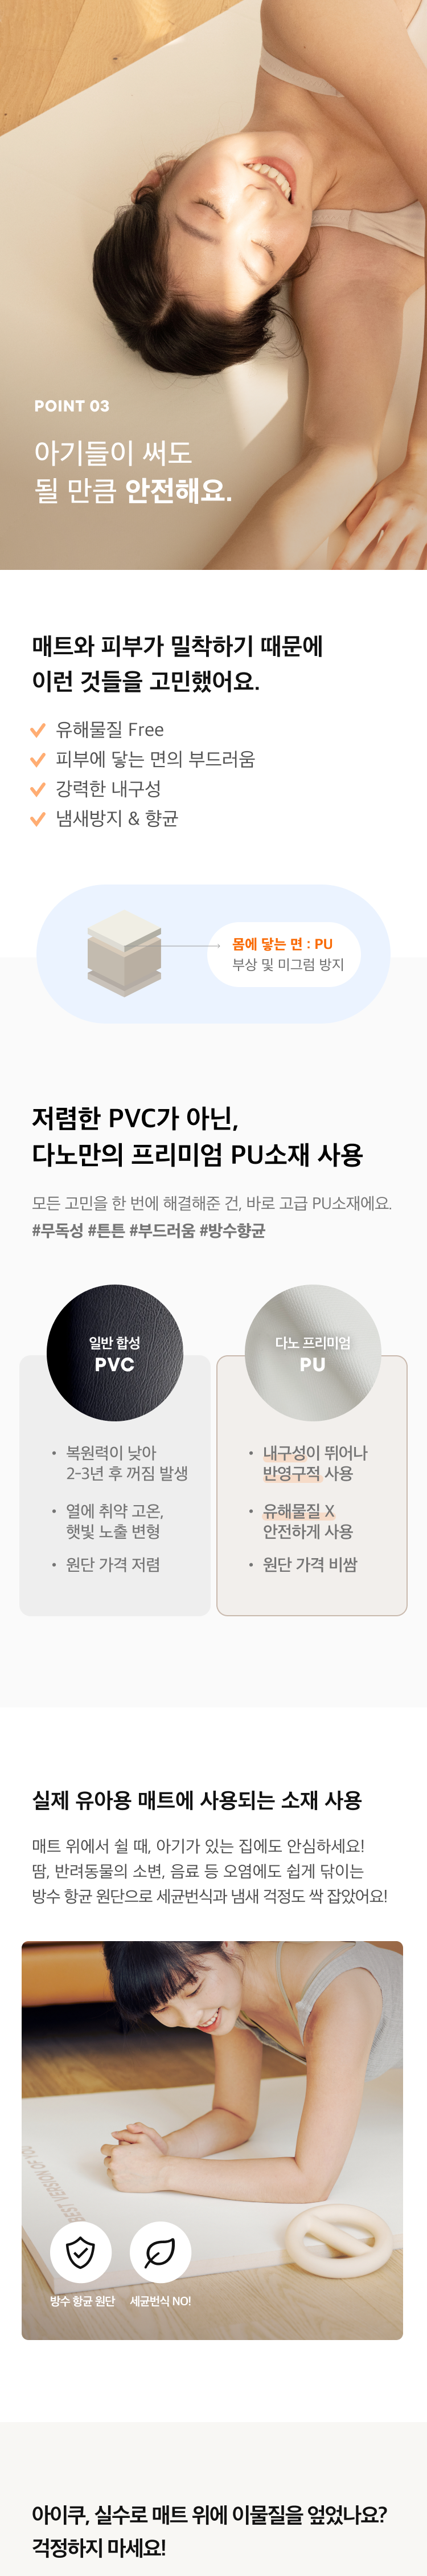 POINT 03
아기들이 써도
될 만큼 안전해요.
매트와 피부가 밀착하기 때문에
이런 것들을 고민했어요.
유해물질 Free
피부에 닿는 면의 부드러움
강력한 내구성
냄새방지 & 향균
몸에 닿는 면 : PU
부상 및 미그럼 방지
저렴한 PVC가 아닌,
다노만의 프리미엄 PU소재 사용
모든 고민을 한 번에 해결해준 건, 바로 고급 PU소재에요.
#무독성 #튼튼 #부드러움 #방수향균
일반 합성
PVC
• 복원력이 낮아
2-3년 후 꺼짐 발생
• 열에 취약 고온,
햇빛 노출 변형
• 원단 가격 저렴
다노 프리미엄
PU
• 내구성이 뛰어나
반영구적 사용
• 유해물질 X
안전하게 사용
• 원단 가격 비쌈
실제 유아용 매트에 사용되는 소재 사용
매트 위에서 쉴 때, 아기가 있는 집에도 안심하세요!
땀, 반려동물의 소변, 음료 등 오염에도 쉽게 닦이는
방수 항균 원단으로 세균번식과 냄새 걱정도 싹 잡았어요!
BEST VERSION OF YOU
방수 항균 원단
세균번식 NO!
아이쿠, 실수로 매트 위에 이물질을 엎었나요?
걱정하지 마세요!